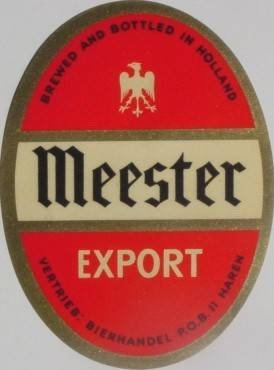 BREWED AND BOTTLED IN HOLLAND
Meester
EXPORT
VERTRIEB: BIERHANDEL P.O.B. 11 HAREN